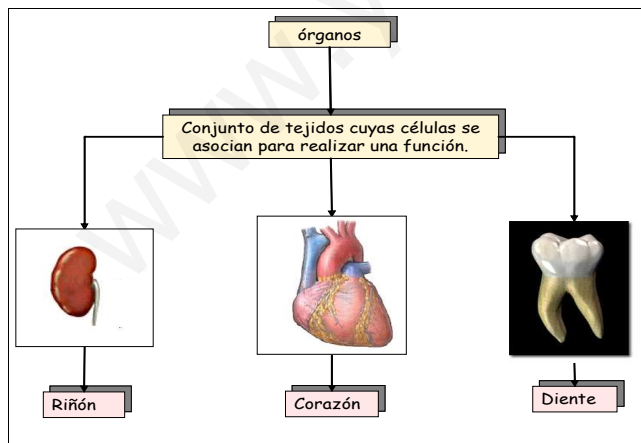 órganos
Conjunto de tejidos cuyas células se
asocian para realizar una función.
Riñón
Corazón
Diente